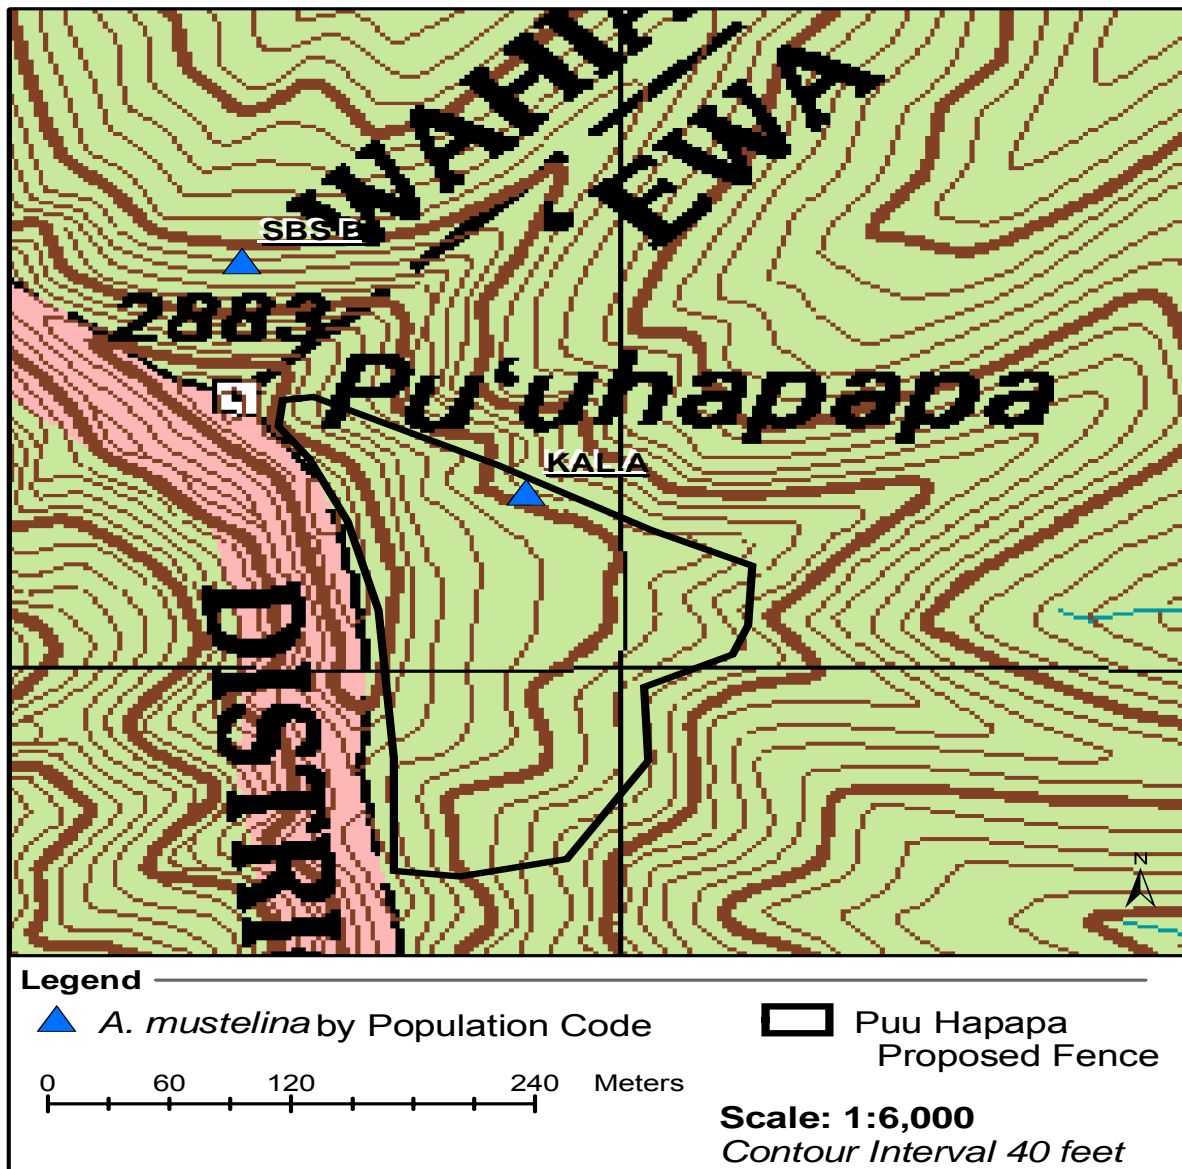 WAHIA
EWA
SBS-B
2883
Pu‘uhapapa
KAL-A
DISTRI
N
Legend
A. mustelina by Population Code
Puu Hapapa
Proposed Fence
0 60 120 240 Meters
Scale: 1:6,000
Contour Interval 40 feet